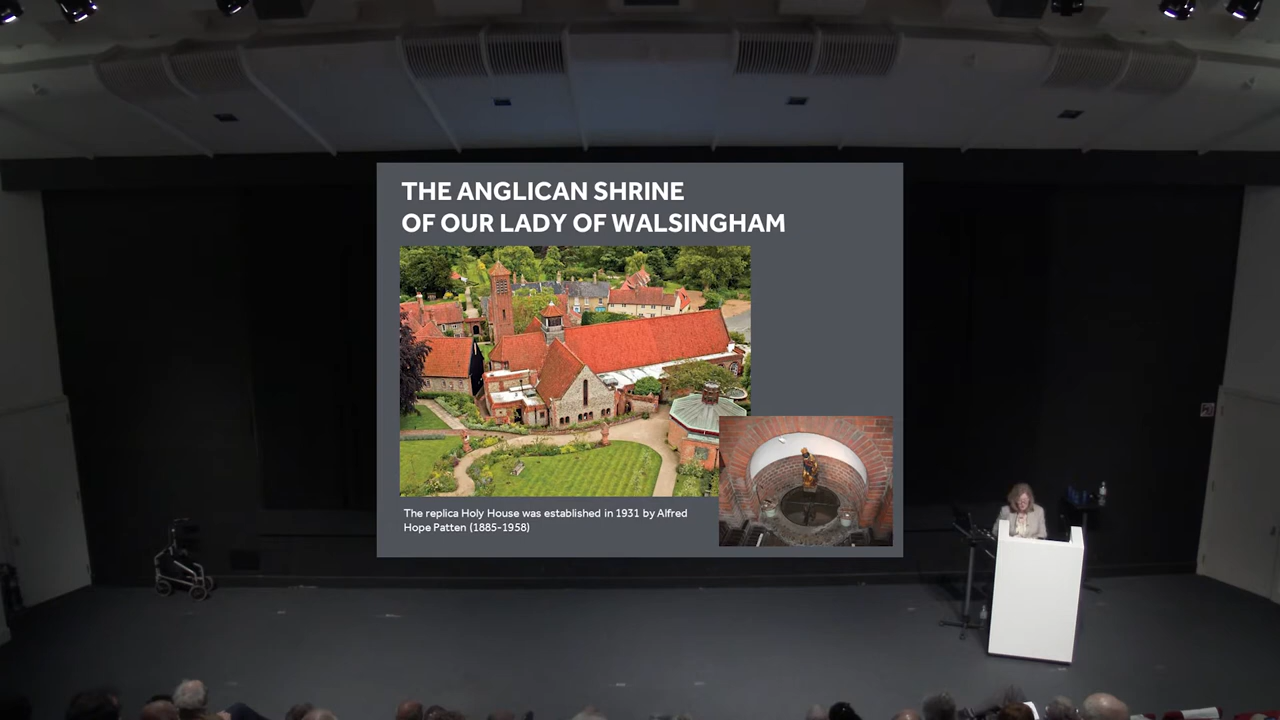 THE ANGLICAN SHRINE
OF OUR LADY OF WALSINGHAM
The replica Holy House was established in 1931 by Alfred
Hope Patten (1885-1958)